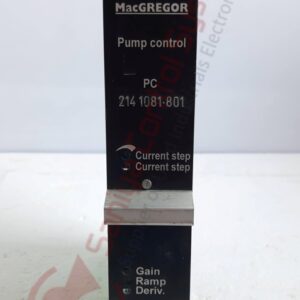 MacGREGOR
Pump control
PC
214 1081-801
Current step
Current step
Gain
Ramp
Deriv.